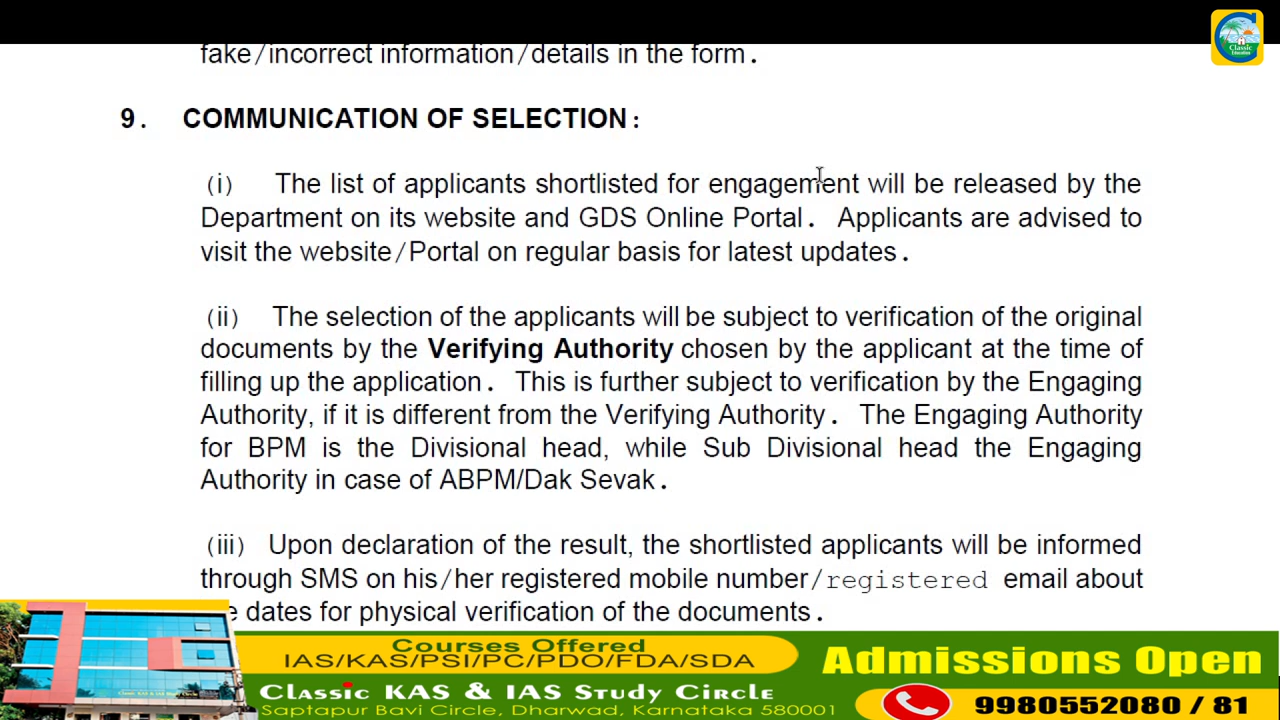 Classic
Education
fake/incorrect information/details in the form.
9. COMMUNICATION OF SELECTION:
(i) The list of applicants shortlisted for engagement will be released by the
Department on its website and GDS Online Portal. Applicants are advised to
visit the website/Portal on regular basis for latest updates.
(ii) The selection of the applicants will be subject to verification of the original
documents by the Verifying Authority chosen by the applicant at the time of
filling up the application. This is further subject to verification by the Engaging
Authority, if it is different from the Verifying Authority. The Engaging Authority
for BPM is the Divisional head, while Sub Divisional head the Engaging
Authority in case of ABPM/Dak Sevak.
(iii) Upon declaration of the result, the shortlisted applicants will be informed
through SMS on his/her registered mobile number/registered email about
dates for physical verification of the documents.
Courses Offered
IAS/KAS/PSI/PC/PDO/FDA/SDA
Classic KAS & IAS Study Circle
Saptapur Bavi Circle, Dharwad, Karnataka 580001
Admissions Open
9980552080 / 81